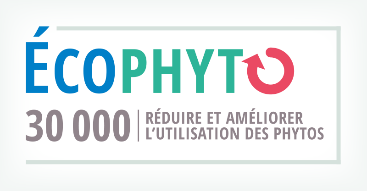 ÉCOPHYTO
30 000
RÉDUIRE ET AMÉLIORER
L'UTILISATION DES PHYTOS